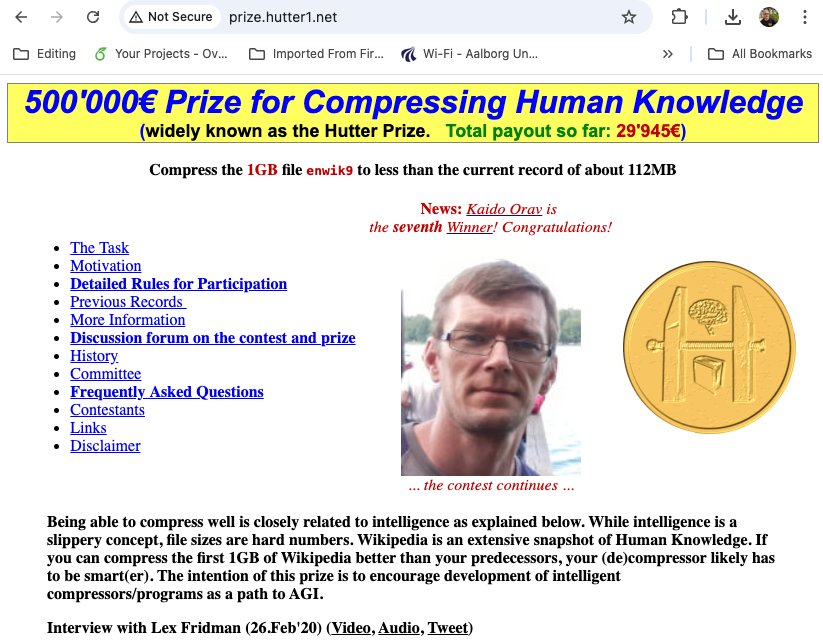 Not Secure prize.hutter1.net
Editing Your Projects - Ov... Imported From Fir... Wi-Fi - Aalborg Un... » All Bookmarks
500'000€ Prize for Compressing Human Knowledge
(widely known as the Hutter Prize. Total payout so far: 29'945€)
Compress the 1GB file enwik9 to less than the current record of about 112MB
News: Kaido Orav is
the seventh Winner! Congratulations!
The Task
Motivation
Detailed Rules for Participation
Previous Records
More Information
Discussion forum on the contest and prize
History
Committee
Frequently Asked Questions
Contestants
Links
Disclaimer
... the contest continues ...
Being able to compress well is closely related to intelligence as explained below. While intelligence is a
slippery concept, file sizes are hard numbers. Wikipedia is an extensive snapshot of Human Knowledge. If
you can compress the first 1GB of Wikipedia better than your predecessors, your (de)compressor likely has
to be smart(er). The intention of this prize is to encourage development of intelligent
compressors/programs as a path to AGI.
Interview with Lex Fridman (26.Feb'20) (Video, Audio, Tweet)